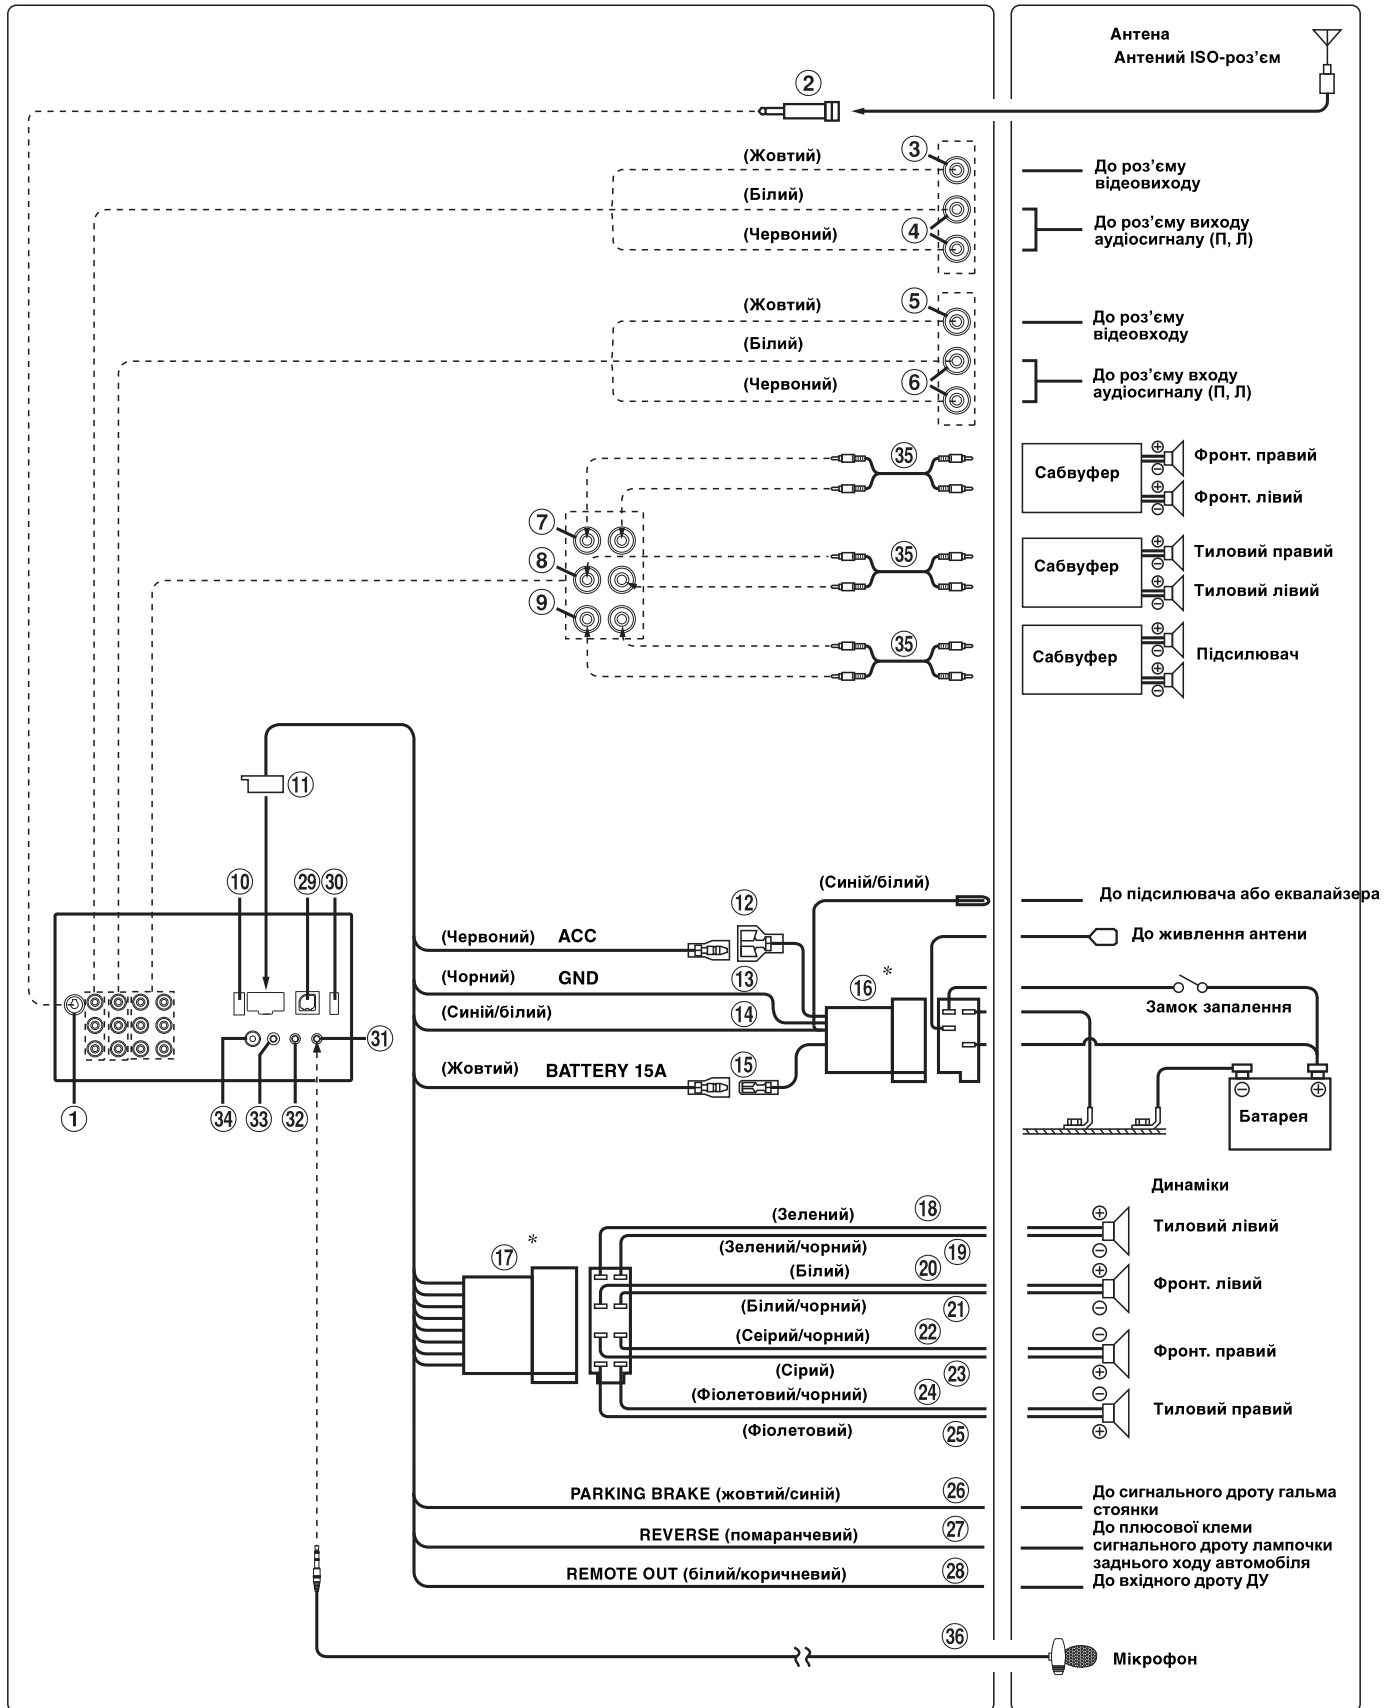 Антена
Антений ISO-роз’єм
2
(Жовтий)
3
До роз’єму
відеовиходу
(Білий)
4
До роз’єму виходу
аудіосигналу (П, Л)
(Червоний)
(Жовтий)
5
До роз’єму
відеовходу
(Білий)
6
До роз’єму входу
аудіосигналу (П, Л)
(Червоний)
35
Сабвуфер
Фронт. правий
Фронт. лівий
7
8
9
35
Сабвуфер
Тиловий правий
Тиловий лівий
35
Сабвуфер
Підсилювач
11
10
29
30
(Синій/білий)
До підсилювача або еквалайзера
12
(Червоний) ACC
До живлення антени
(Чорний) GND
13
16 *
Замок запалення
(Синій/білий)
14
31
(Жовтий) BATTERY 15A
15
Батарея
1
34
33
32
Динаміки
(Зелений)
18
Тиловий лівий
17 *
(Зелений/чорний)
19
(Білий)
20
Фронт. лівий
(Білий/чорний)
21
(Сеірий/чорний)
22
Фронт. правий
(Сірий)
23
(Фіолетовий/чорний)
24
Тиловий правий
(Фіолетовий)
25
PARKING BRAKE (жовтий/синій)
26
До сигнального дроту гальма
стоянки
REVERSE (помаранчевий)
27
До плюсової клеми
сигнального дроту лампочки
заднього ходу автомобіля
REMOTE OUT (білий/коричневий)
28
До вхідного дроту ДУ
36
Мікрофон